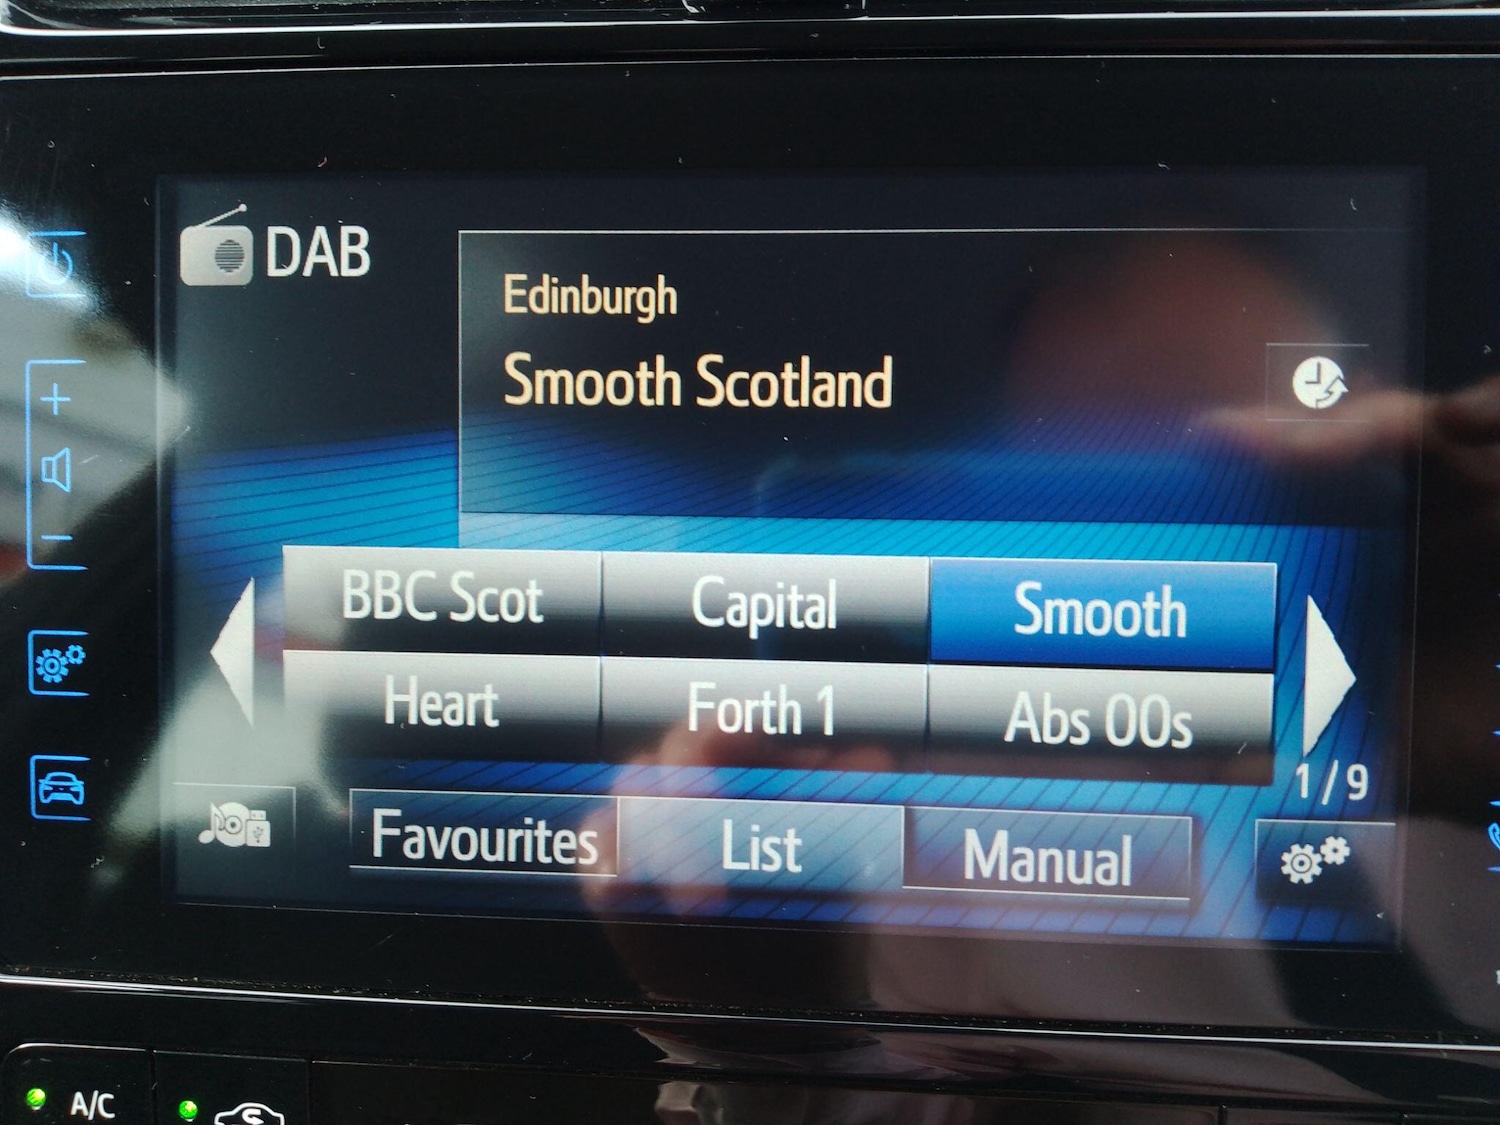 DAB
Edinburgh
Smooth Scotland
BBC Scot
Capital
Smooth
Heart
Forth 1
Abs 00s
1/9
Favourites
List
Manual
A/C